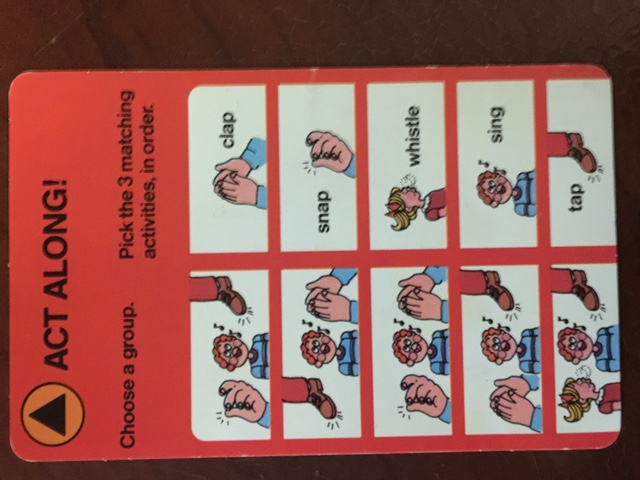 ACT ALONG!
Choose a group.
Pick the 3 matching
activities, in order.
clap
snap
whistle
sing
tap